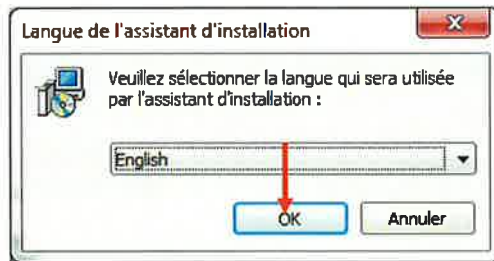 Langue de l'assistant d'installation
Veuillez sélectionner la langue qui sera utilisée
par l'assistant d'installation :
English
OK
Annuler